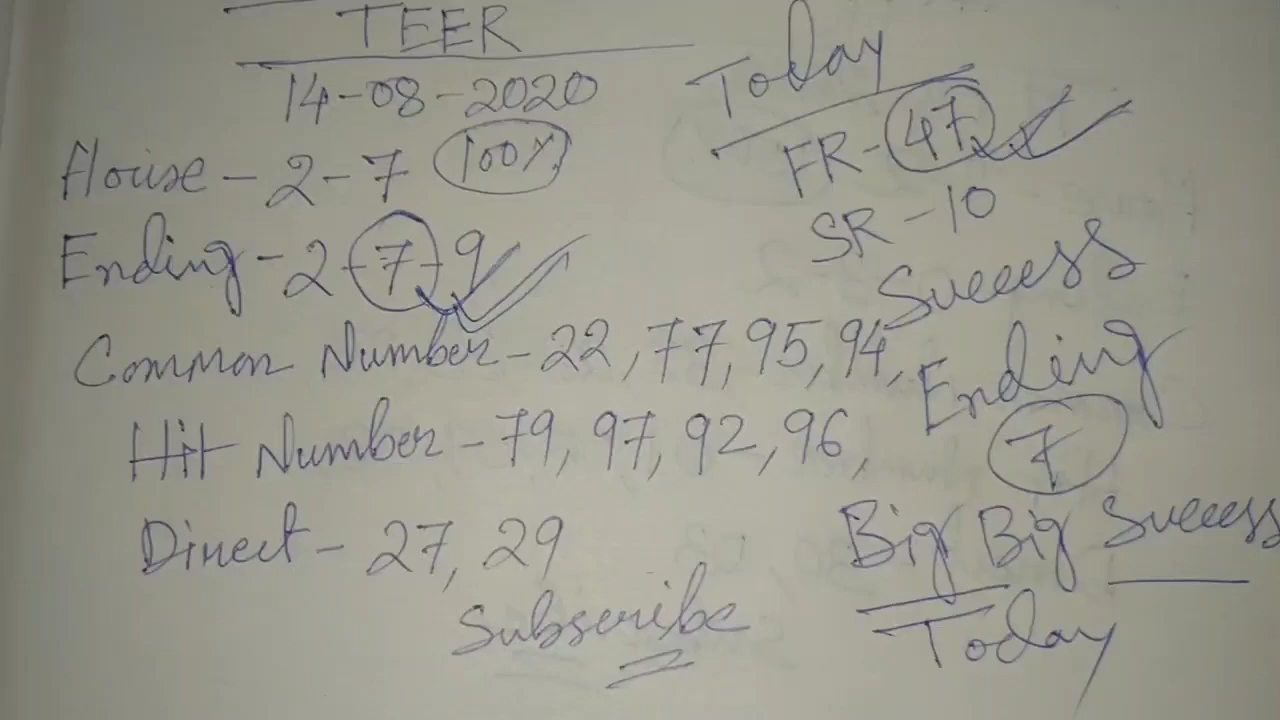 TEER
14-08-2020
House - 2 - 7 100%
Ending - 2 - 7 - 9
Common Number - 22, 77, 95, 94,
Hit Number - 79, 97, 92, 96,
Direct - 27, 29
Subscribe
Today
FR - 47
SR - 10
Success
Ending
7
Big Big Success
Today